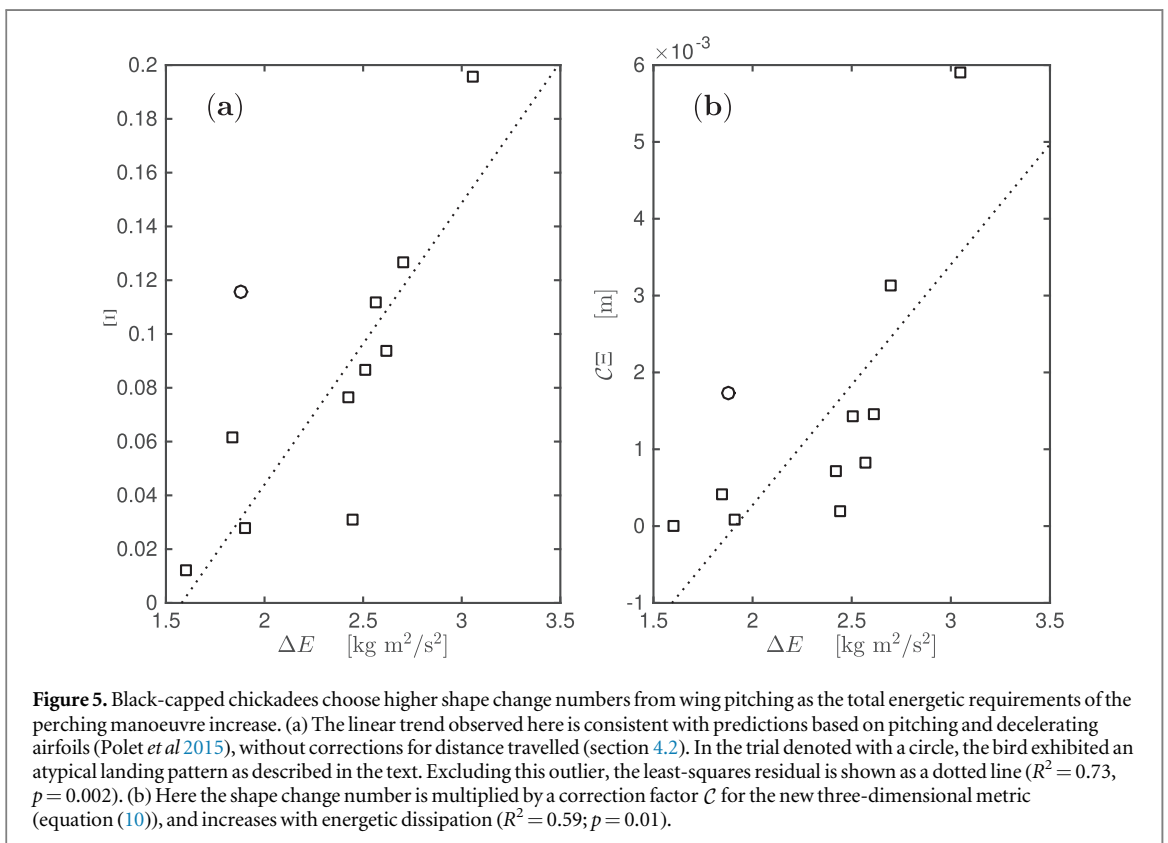 0.2
0.18
0.16
0.14
0.12
0.1
0.08
0.06
0.04
0.02
0
Ξ
(a)
1.5 2 2.5 3 3.5
ΔE [kg m²/s²]
×10⁻³
6
5
4
3
2
1
0
-1
𝒞Ξ [m]
(b)
1.5 2 2.5 3 3.5
ΔE [kg m²/s²]
Figure 5. Black-capped chickadees choose higher shape change numbers from wing pitching as the total energetic requirements of the
perching manoeuvre increase. (a) The linear trend observed here is consistent with predictions based on pitching and decelerating
airfoils (Polet et al 2015), without corrections for distance travelled (section 4.2). In the trial denoted with a circle, the bird exhibited an
atypical landing pattern as described in the text. Excluding this outlier, the least-squares residual is shown as a dotted line (R² = 0.73,
p = 0.002). (b) Here the shape change number is multiplied by a correction factor 𝒞 for the new three-dimensional metric
(equation (10)), and increases with energetic dissipation (R² = 0.59; p = 0.01).